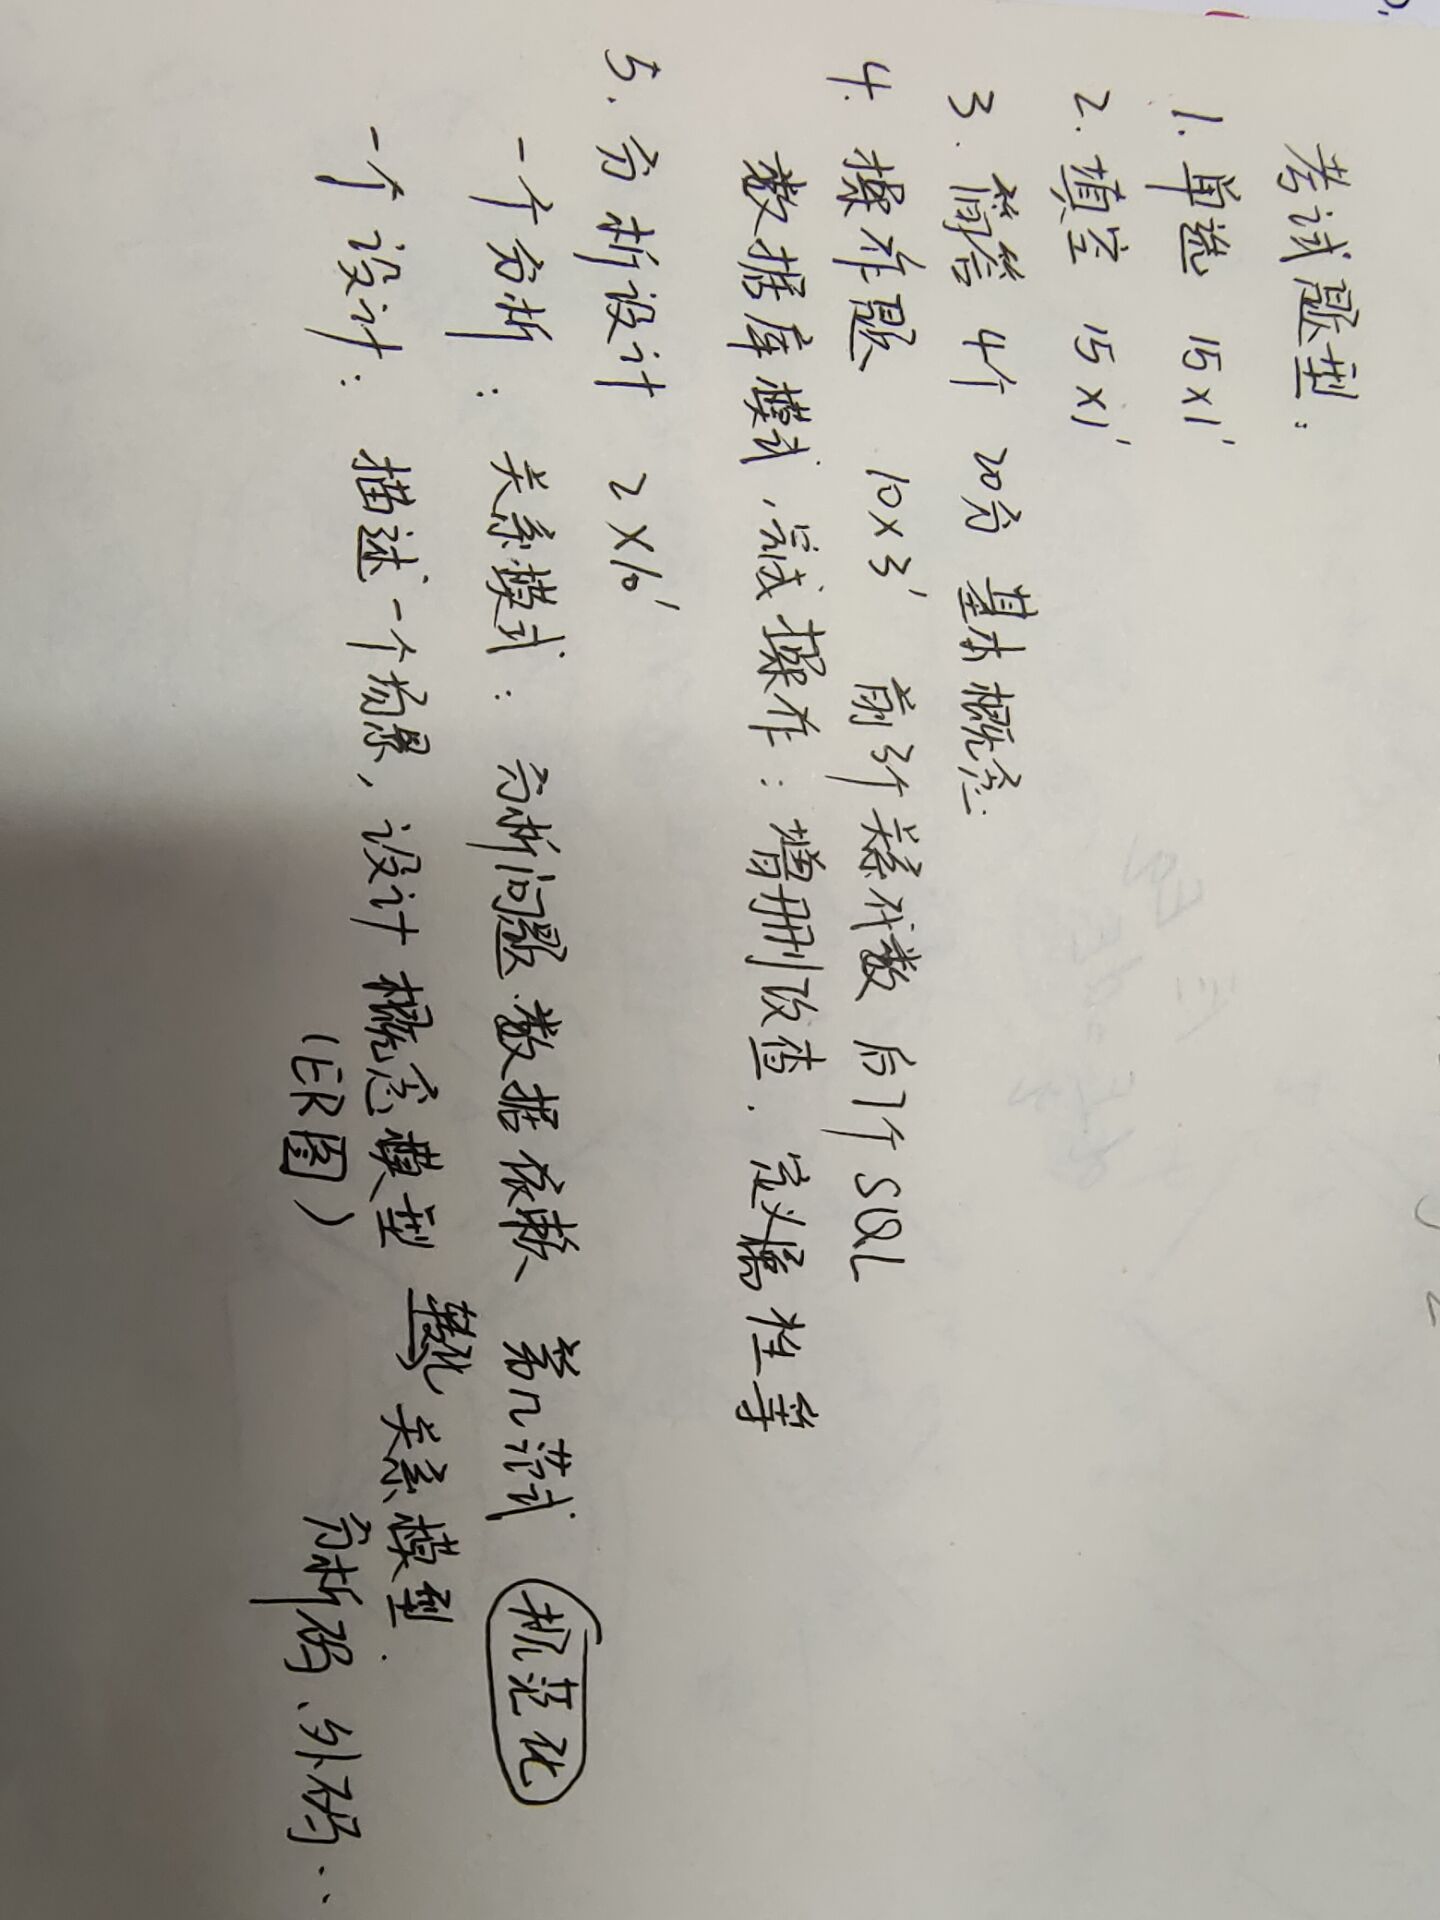 考试题型:
1. 单选 15×1'
2. 填空 15×1'
3. 简答 4个 20分 基本概念.
4. 操作题 10×3' 前3个关系代数 后7个SQL
数据库模式,完成操作:增删改查.定义属性等
5. 分析设计 2×10'
一个分析: 关系模式: 分析问题.数据依赖 第几范式 规范化
一个设计: 描述一个场景, 设计概念模型 转化→ 关系模型.
(ER图) 分析码、外码..